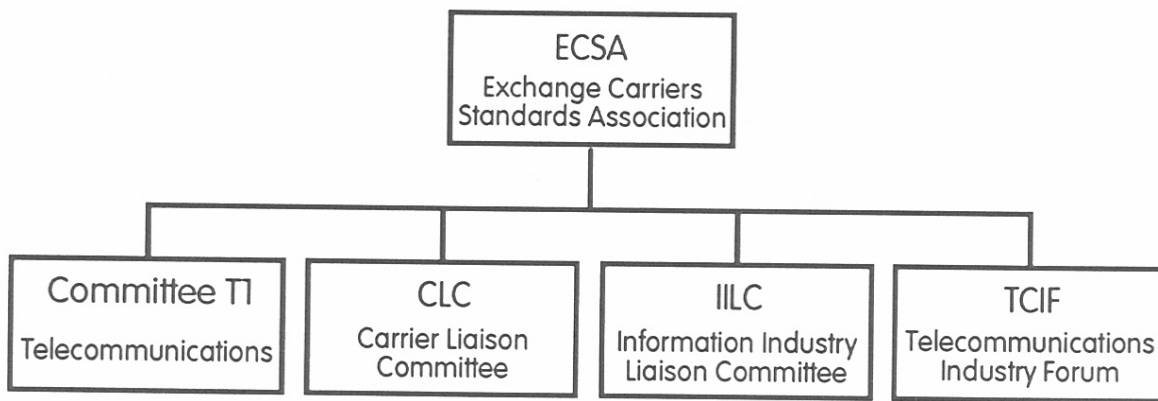 ECSA
Exchange Carriers
Standards Association
Committee T1
Telecommunications
CLC
Carrier Liaison
Committee
IILC
Information Industry
Liaison Committee
TCIF
Telecommunications
Industry Forum